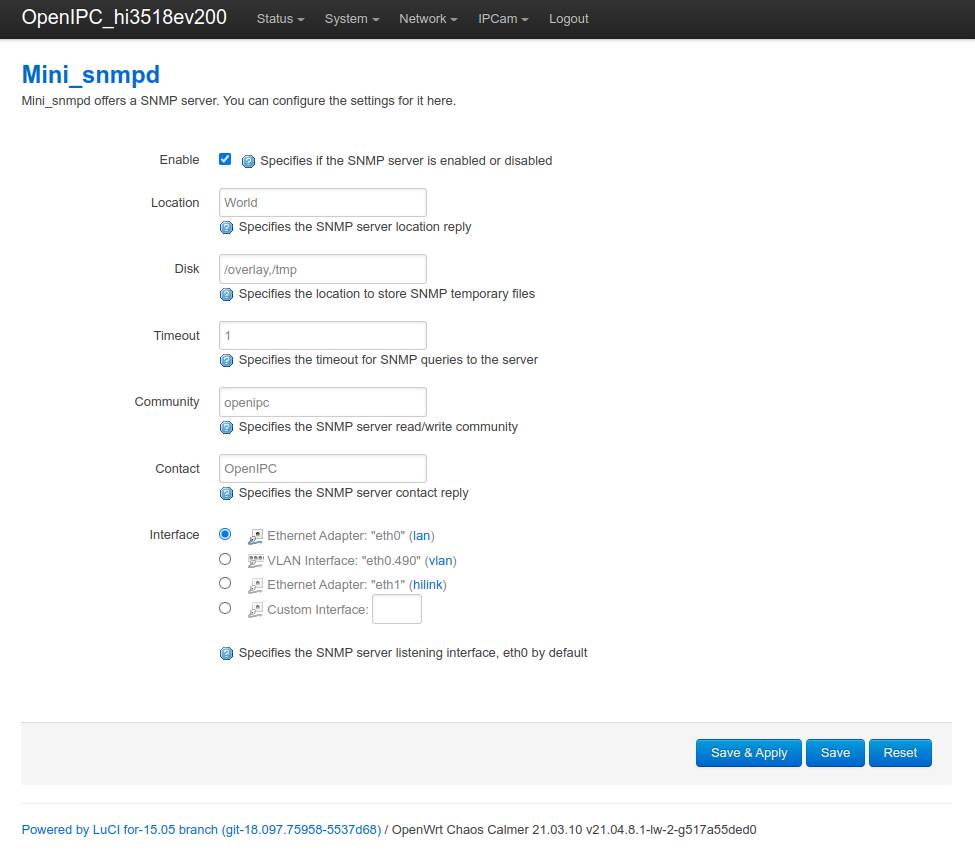 OpenIPC_hi3518ev200 Status System Network IPCam Logout
Mini_snmpd
Mini_snmpd offers a SNMP server. You can configure the settings for it here.
Enable Specifies if the SNMP server is enabled or disabled
Location World
Specifies the SNMP server location reply
Disk /overlay,/tmp
Specifies the location to store SNMP temporary files
Timeout 1
Specifies the timeout for SNMP queries to the server
Community openipc
Specifies the SNMP server read/write community
Contact OpenIPC
Specifies the SNMP server contact reply
Interface Ethernet Adapter: "eth0" (lan)
VLAN Interface: "eth0.490" (vlan)
Ethernet Adapter: "eth1" (hilink)
Custom Interface:
Specifies the SNMP server listening interface, eth0 by default
Save & Apply Save Reset
Powered by LuCI for-15.05 branch (git-18.097.75958-5537d68) / OpenWrt Chaos Calmer 21.03.10 v21.04.8.1-lw-2-g517a55ded0